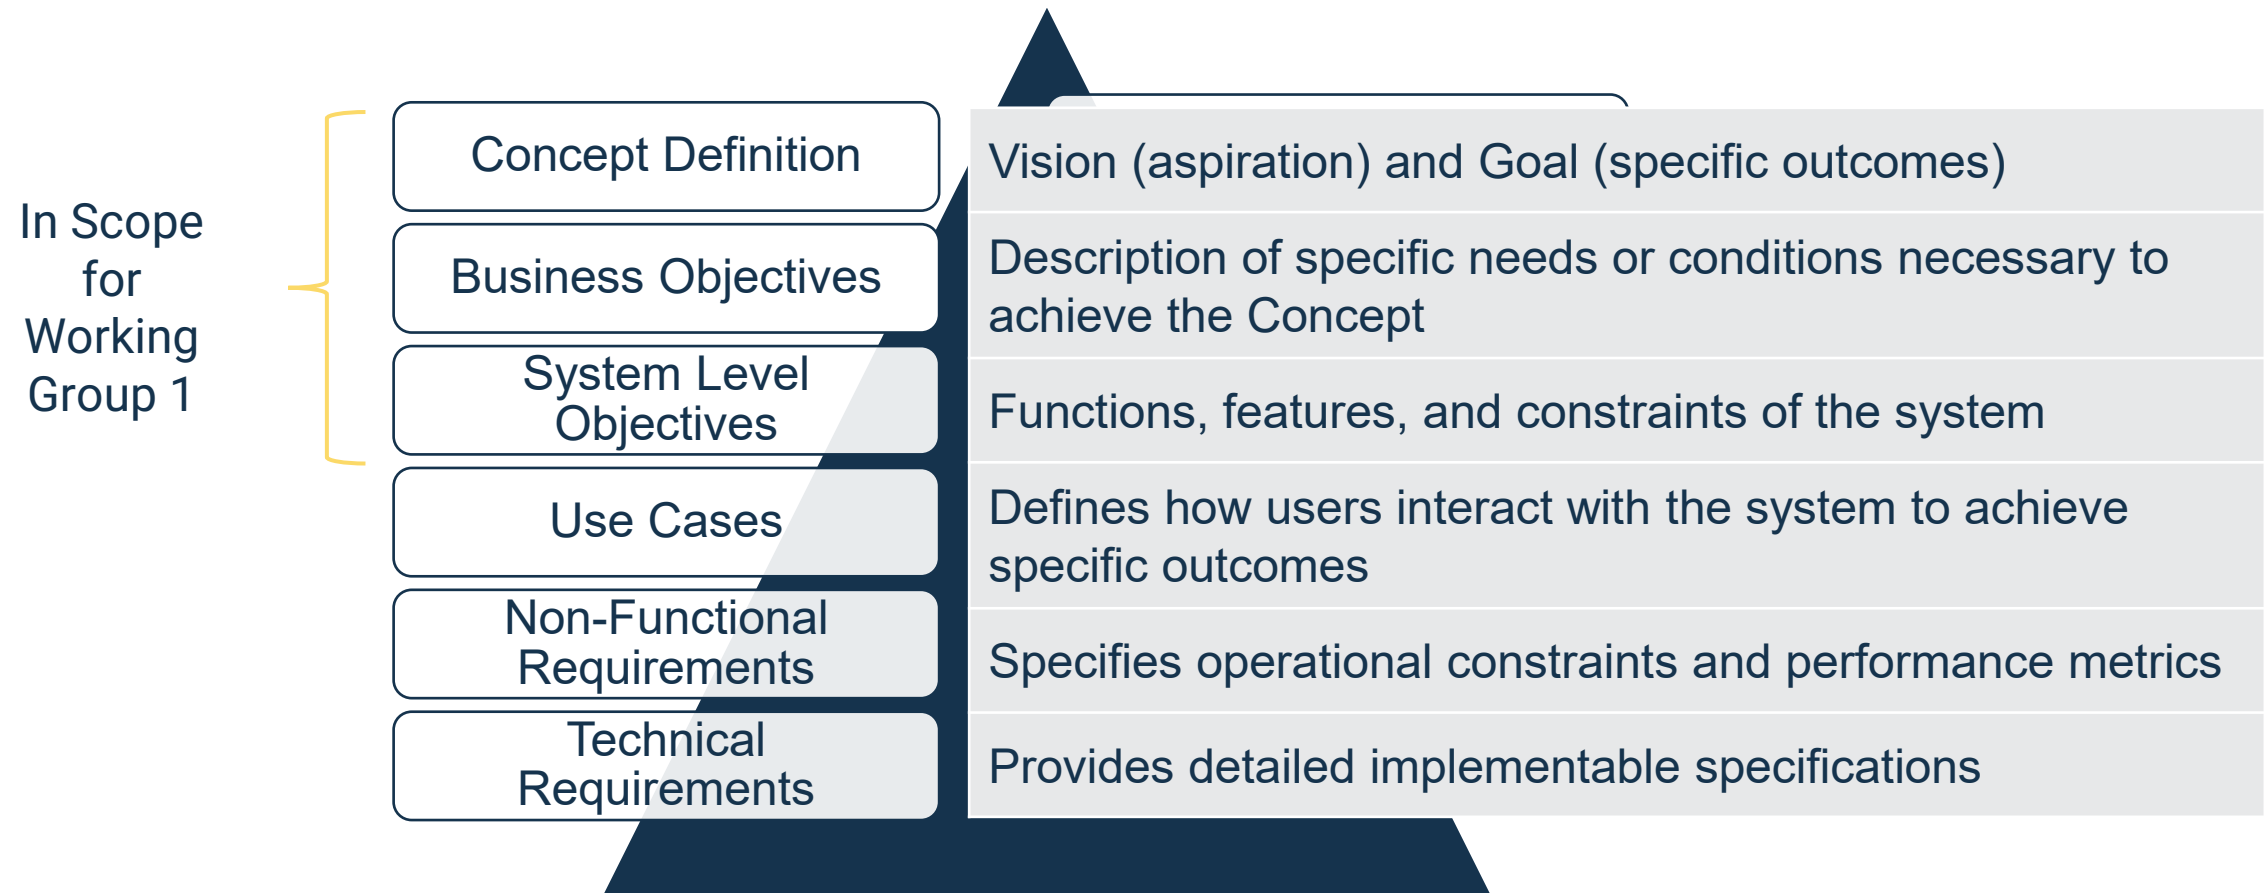 In Scope
for
Working
Group 1
Concept Definition
Vision (aspiration) and Goal (specific outcomes)
Business Objectives
Description of specific needs or conditions necessary to
achieve the Concept
System Level
Objectives
Functions, features, and constraints of the system
Use Cases
Defines how users interact with the system to achieve
specific outcomes
Non-Functional
Requirements
Specifies operational constraints and performance metrics
Technical
Requirements
Provides detailed implementable specifications